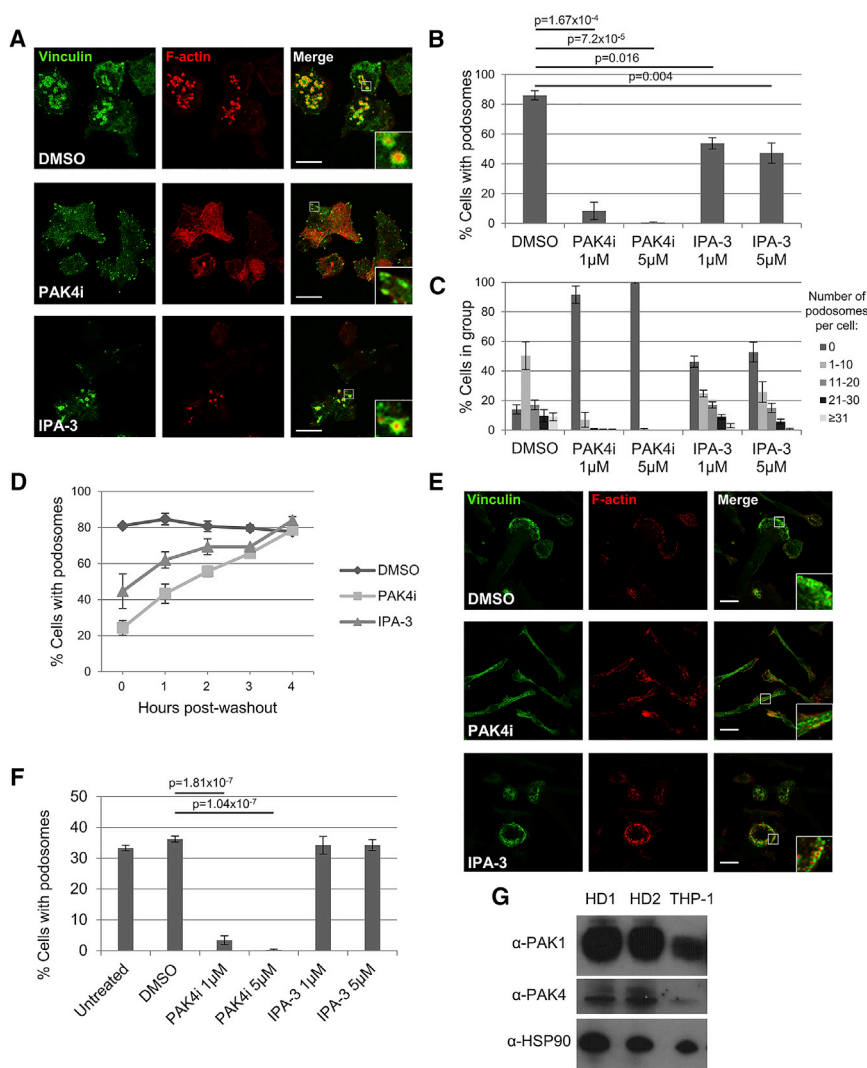 A
Vinculin
F-actin
Merge
DMSO
PAK4i
IPA-3
B
p=1.67x10-4
p=7.2x10-5
p=0.016
p=0.004
% Cells with podosomes
100
80
60
40
20
0
DMSO
PAK4i 1µM
PAK4i 5µM
IPA-3 1µM
IPA-3 5µM
C
% Cells in group
100
80
60
40
20
0
DMSO
PAK4i 1µM
PAK4i 5µM
IPA-3 1µM
IPA-3 5µM
Number of
podosomes
per cell:
0
1-10
11-20
21-30
≥31
D
% Cells with podosomes
100
80
60
40
20
0
0 1 2 3 4
Hours post-washout
DMSO
PAK4i
IPA-3
E
Vinculin
F-actin
Merge
DMSO
PAK4i
IPA-3
F
p=1.81x10-7
p=1.04x10-7
% Cells with podosomes
50
40
30
20
10
0
Untreated
DMSO
PAK4i 1µM
PAK4i 5µM
IPA-3 1µM
IPA-3 5µM
G
HD1 HD2 THP-1
α-PAK1
α-PAK4
α-HSP90